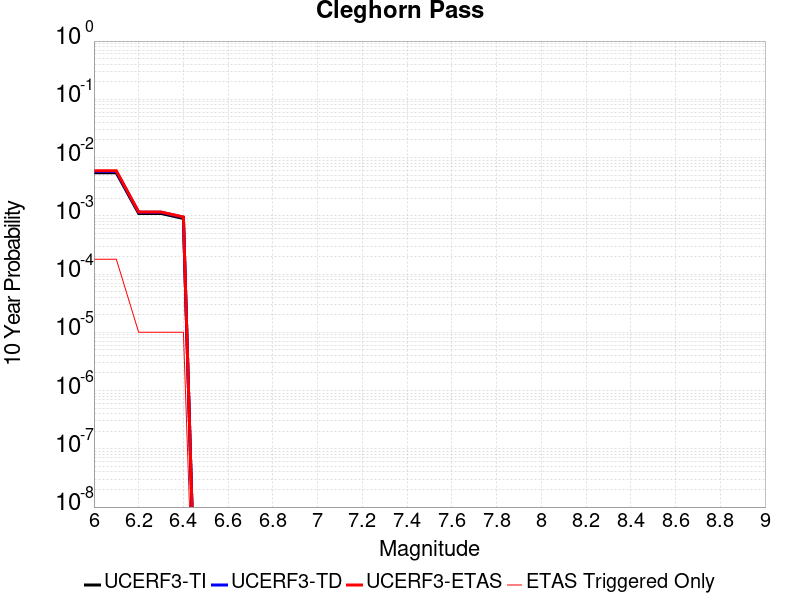 Cleghorn Pass
10^0
10^-1
10^-2
10^-3
10^-4
10^-5
10^-6
10^-7
10^-8
10 Year Probability
6 6.2 6.4 6.6 6.8 7 7.2 7.4 7.6 7.8 8 8.2 8.4 8.6 8.8 9
Magnitude
UCERF3-TI UCERF3-TD UCERF3-ETAS ETAS Triggered Only